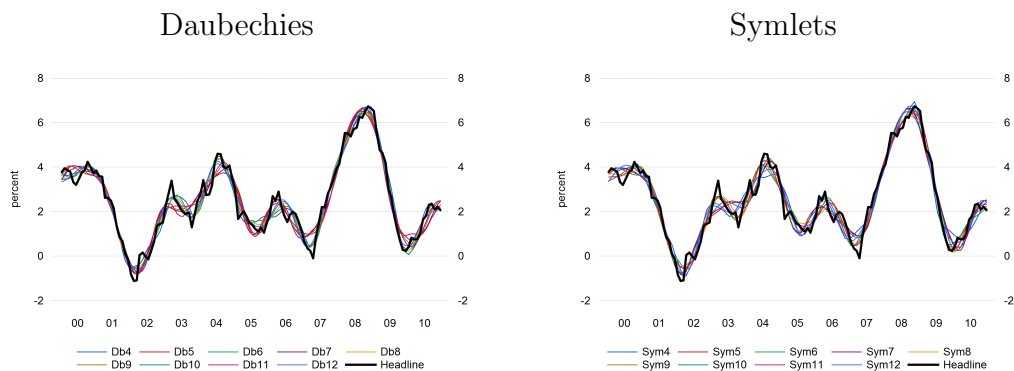 Daubechies
8 8
6 6
4 4
2 2
0 0
-2 -2
percent
00 01 02 03 04 05 06 07 08 09 10
Db4 Db5 Db6 Db7 Db8
Db9 Db10 Db11 Db12 Headline
Symlets
8 8
6 6
4 4
2 2
0 0
-2 -2
percent
00 01 02 03 04 05 06 07 08 09 10
Sym4 Sym5 Sym6 Sym7 Sym8
Sym9 Sym10 Sym11 Sym12 Headline